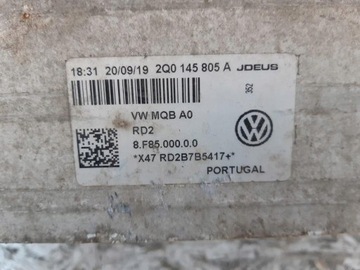 18:31 20/09/19 2Q0 145 805 A JDEUS
352
VW MQB A0
RD2
8.F85.000.0.0
*X47 RD2B7B5417+*
PORTUGAL